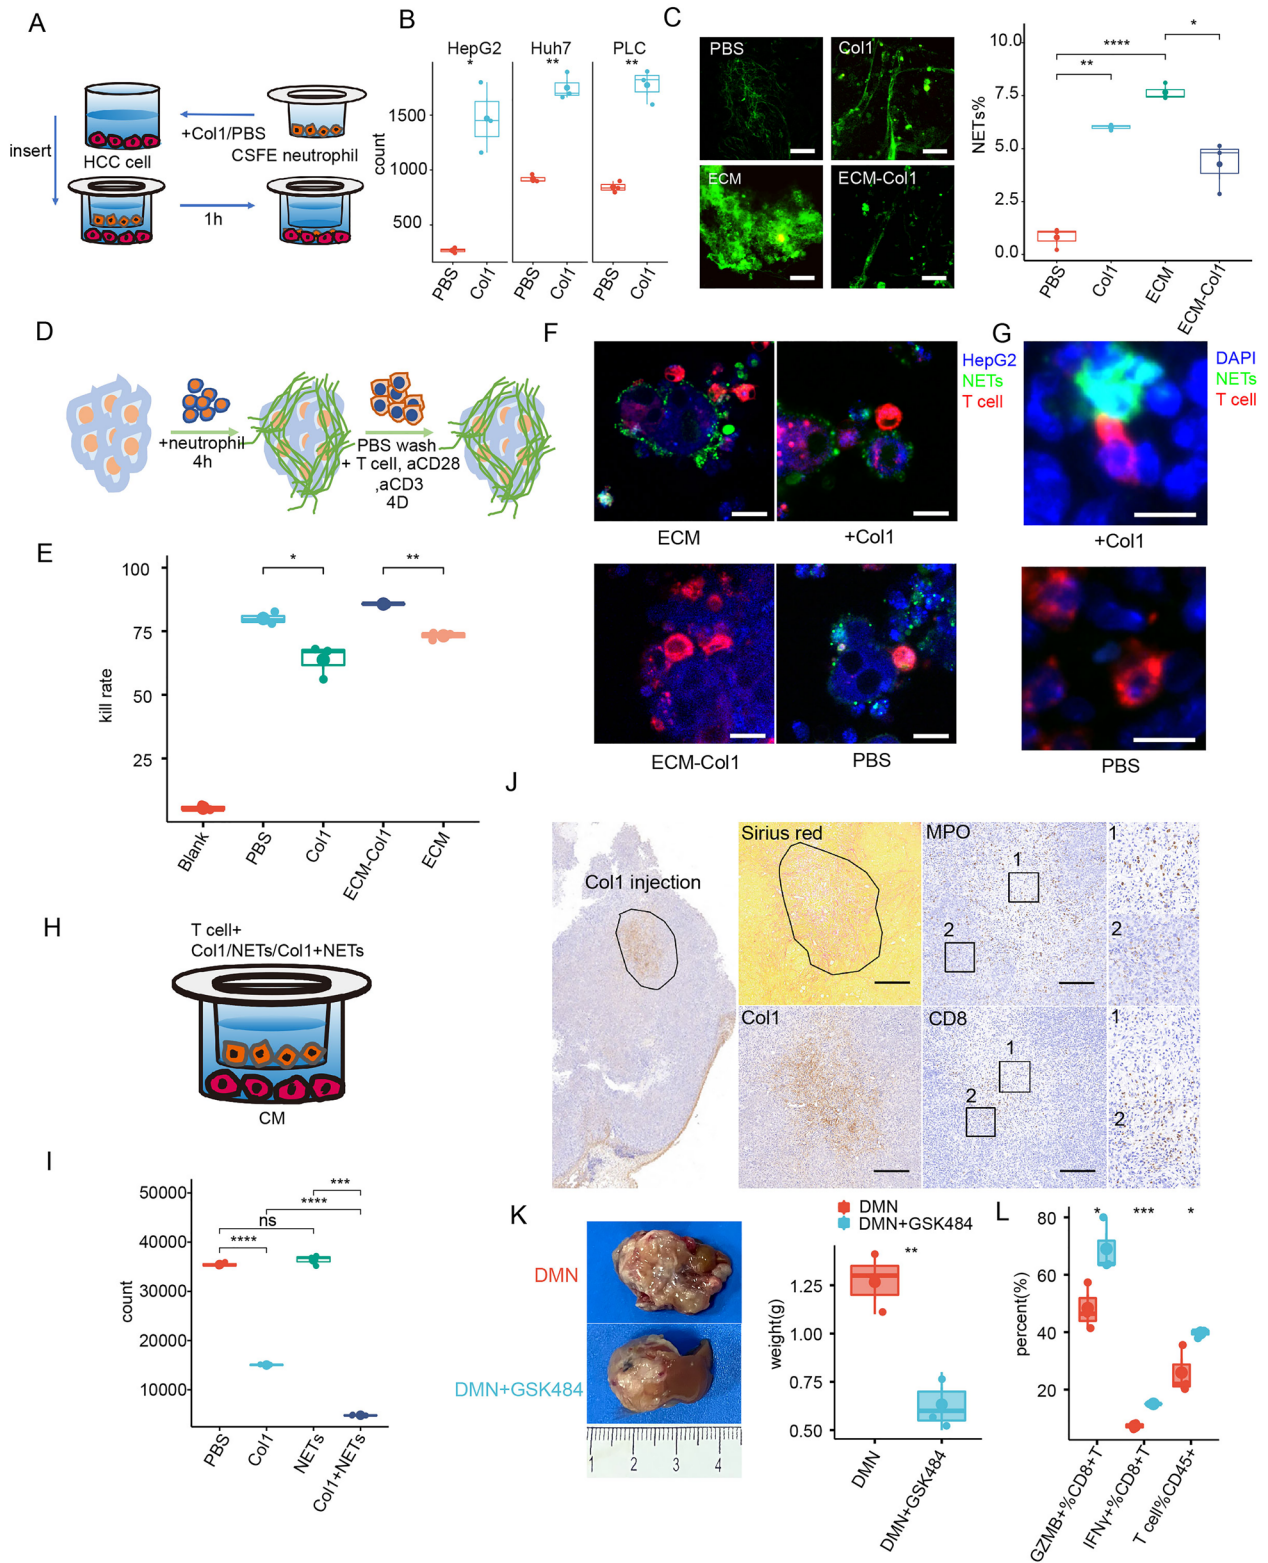 A
insert
HCC cell
+Col1/PBS
CSFE neutrophil
1h
B
HepG2
Huh7
PLC
*
**
**
count
1500
1000
500
PBS
Col1
PBS
Col1
PBS
Col1
C
PBS
Col1
ECM
ECM-Col1
NETs%
10.0
7.5
5.0
2.5
0.0
**
****
*
PBS
Col1
ECM
ECM-Col1
D
+neutrophil
4h
PBS wash
+ T cell, aCD28
,aCD3
4D
E
kill rate
100
75
50
25
*
**
Blank
PBS
Col1
ECM-Col1
ECM
F
HepG2
NETs
T cell
ECM
+Col1
ECM-Col1
PBS
G
DAPI
NETs
T cell
+Col1
PBS
H
T cell+
Col1/NETs/Col1+NETs
CM
I
count
50000
40000
30000
20000
10000
***
****
ns
****
PBS
Col1
NETs
Col1+NETs
J
Col1 injection
Sirius red
MPO
1
2
1
2
Col1
CD8
1
2
1
2
K
DMN
DMN+GSK484
1 2 3 4
DMN
DMN+GSK484
weight(g)
1.25
1.00
0.75
0.50
**
DMN
DMN+GSK484
L
percent(%)
80
60
40
20
*
***
*
GZMB+%CD8+T
IFNγ+%CD8+T
T cell%CD45+